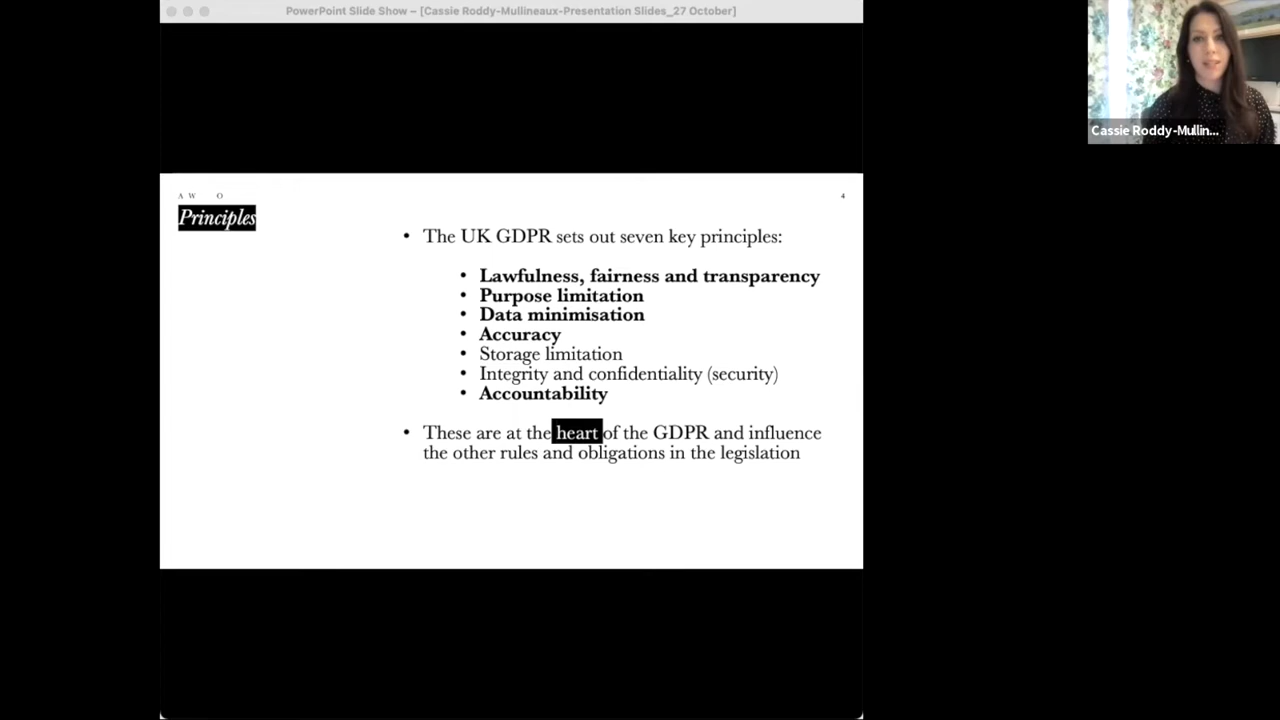 PowerPoint Slide Show – [Cassie Roddy-Mullineaux-Presentation Slides_27 October]
Cassie Roddy-Mullin...
A W O
4
Principles
• The UK GDPR sets out seven key principles:
• Lawfulness, fairness and transparency
• Purpose limitation
• Data minimisation
• Accuracy
• Storage limitation
• Integrity and confidentiality (security)
• Accountability
• These are at the heart of the GDPR and influence
the other rules and obligations in the legislation